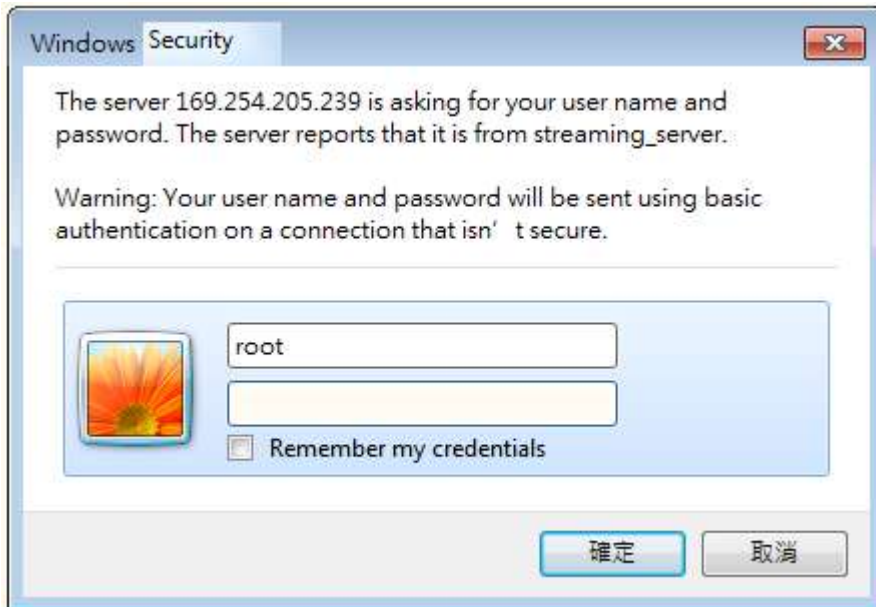 Windows Security
The server 169.254.205.239 is asking for your user name and
password. The server reports that it is from streaming_server.
Warning: Your user name and password will be sent using basic
authentication on a connection that isn’ t secure.
root
Remember my credentials
確定
取消